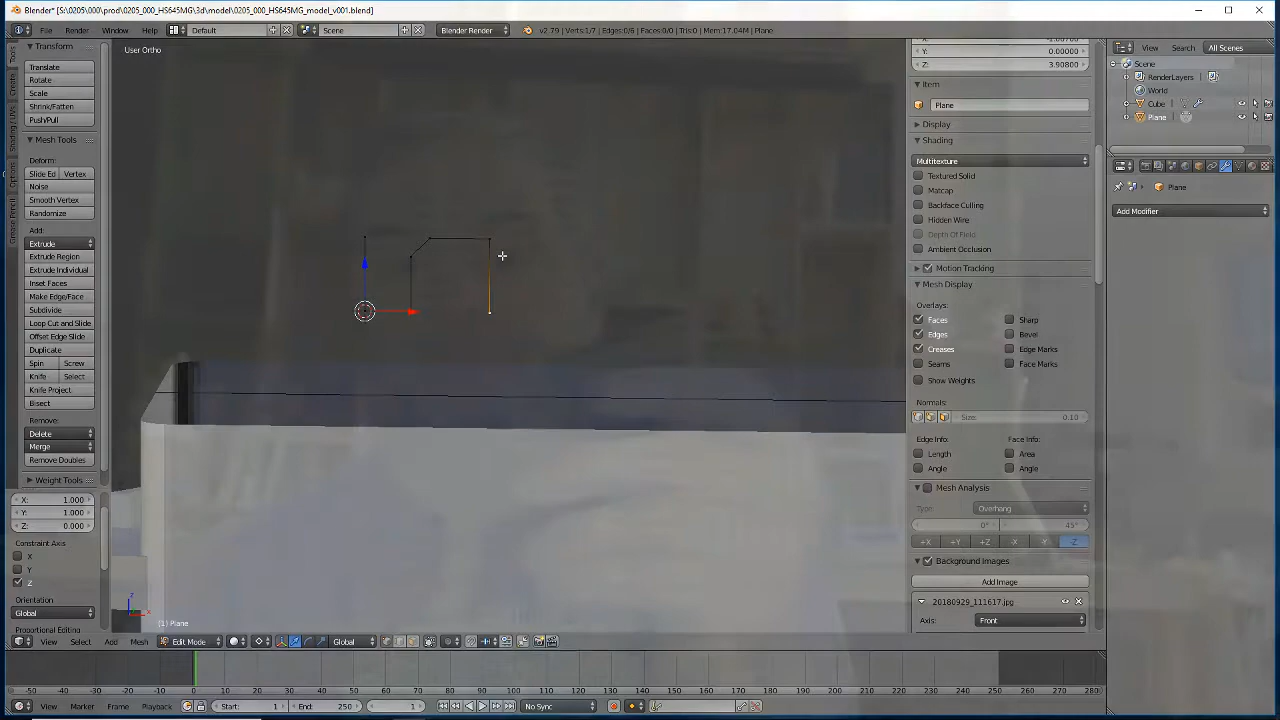 Blender* [S:\0205\000\prod\0205_000_HS645MG\3d\model\0205_000_HS645MG_model_v001.blend]
File Render Window Help Default Scene Blender Render v2.79 | Verts:1/7 | Edges:0/6 | Faces:0/0 | Tris:0 | Mem:17.04M | Plane
View Search All Scenes
Tools
Create
Shading / UVs
Options
Grease Pencil
Transform
Translate
Rotate
Scale
Shrink/Fatten
Push/Pull
Mesh Tools
Deform:
Slide Ed Vertex
Noise
Smooth Vertex
Randomize
Add:
Extrude
Extrude Region
Extrude Individual
Inset Faces
Make Edge/Face
Subdivide
Loop Cut and Slide
Offset Edge Slide
Duplicate
Spin Screw
Knife Select
Knife Project
Bisect
Remove:
Delete
Merge
Remove Doubles
Weight Tools
X: 1.000
Y: 1.000
Z: 0.000
Constraint Axis
X
Y
Z
Orientation
Global
Proportional Editing
User Ortho
(1) Plane
Y: 0.00000
Z: 3.90800
Item
Plane
Display
Shading
Multitexture
Textured Solid
Matcap
Backface Culling
Hidden Wire
Depth Of Field
Ambient Occlusion
Motion Tracking
Mesh Display
Overlays:
Faces Sharp
Edges Bevel
Creases Edge Marks
Seams Face Marks
Show Weights
Normals:
Size: 0.10
Edge Info: Face Info:
Length Area
Angle Angle
Mesh Analysis
Type: Overhang
0° 45°
+X +Y +Z -X -Y -Z
Background Images
Add Image
20180929_111617.jpg
Axis: Front
Scene
RenderLayers
World
Cube
Plane
Plane
Add Modifier
View Select Add Mesh Edit Mode Global
-50 -40 -30 -20 -10 0 10 20 30 40 50 60 70 80 90 100 110 120 130 140 150 160 170 180 190 200 210 220 230 240 250 260 270 280
View Marker Frame Playback Start: 1 End: 250 1 No Sync